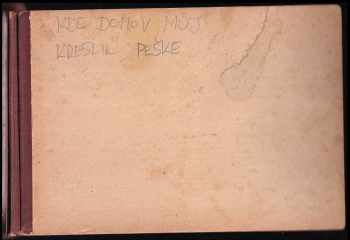 KDE DOMOV MŮJ
KRESLIL PEŠKE